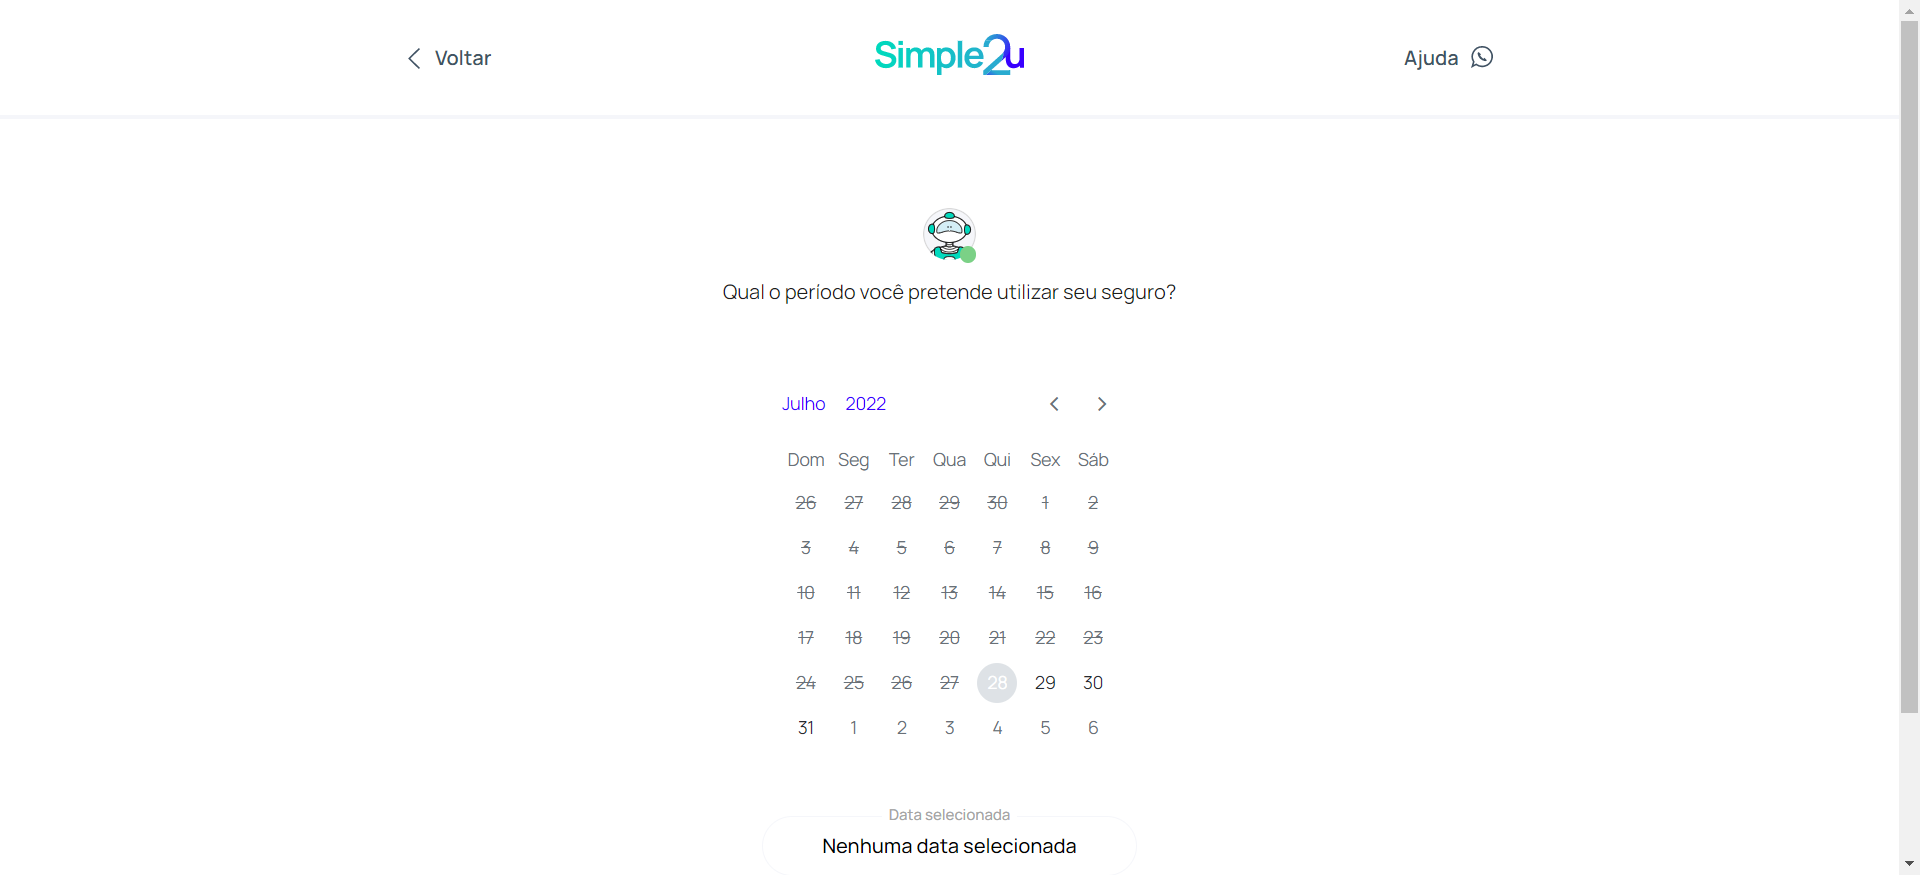 Voltar
Simple2u
Ajuda
Qual o período você pretende utilizar seu seguro?
Julho 2022
Dom Seg Ter Qua Qui Sex Sáb
26 27 28 29 30 1 2
3 4 5 6 7 8 9
10 11 12 13 14 15 16
17 18 19 20 21 22 23
24 25 26 27 28 29 30
31 1 2 3 4 5 6
Data selecionada
Nenhuma data selecionada